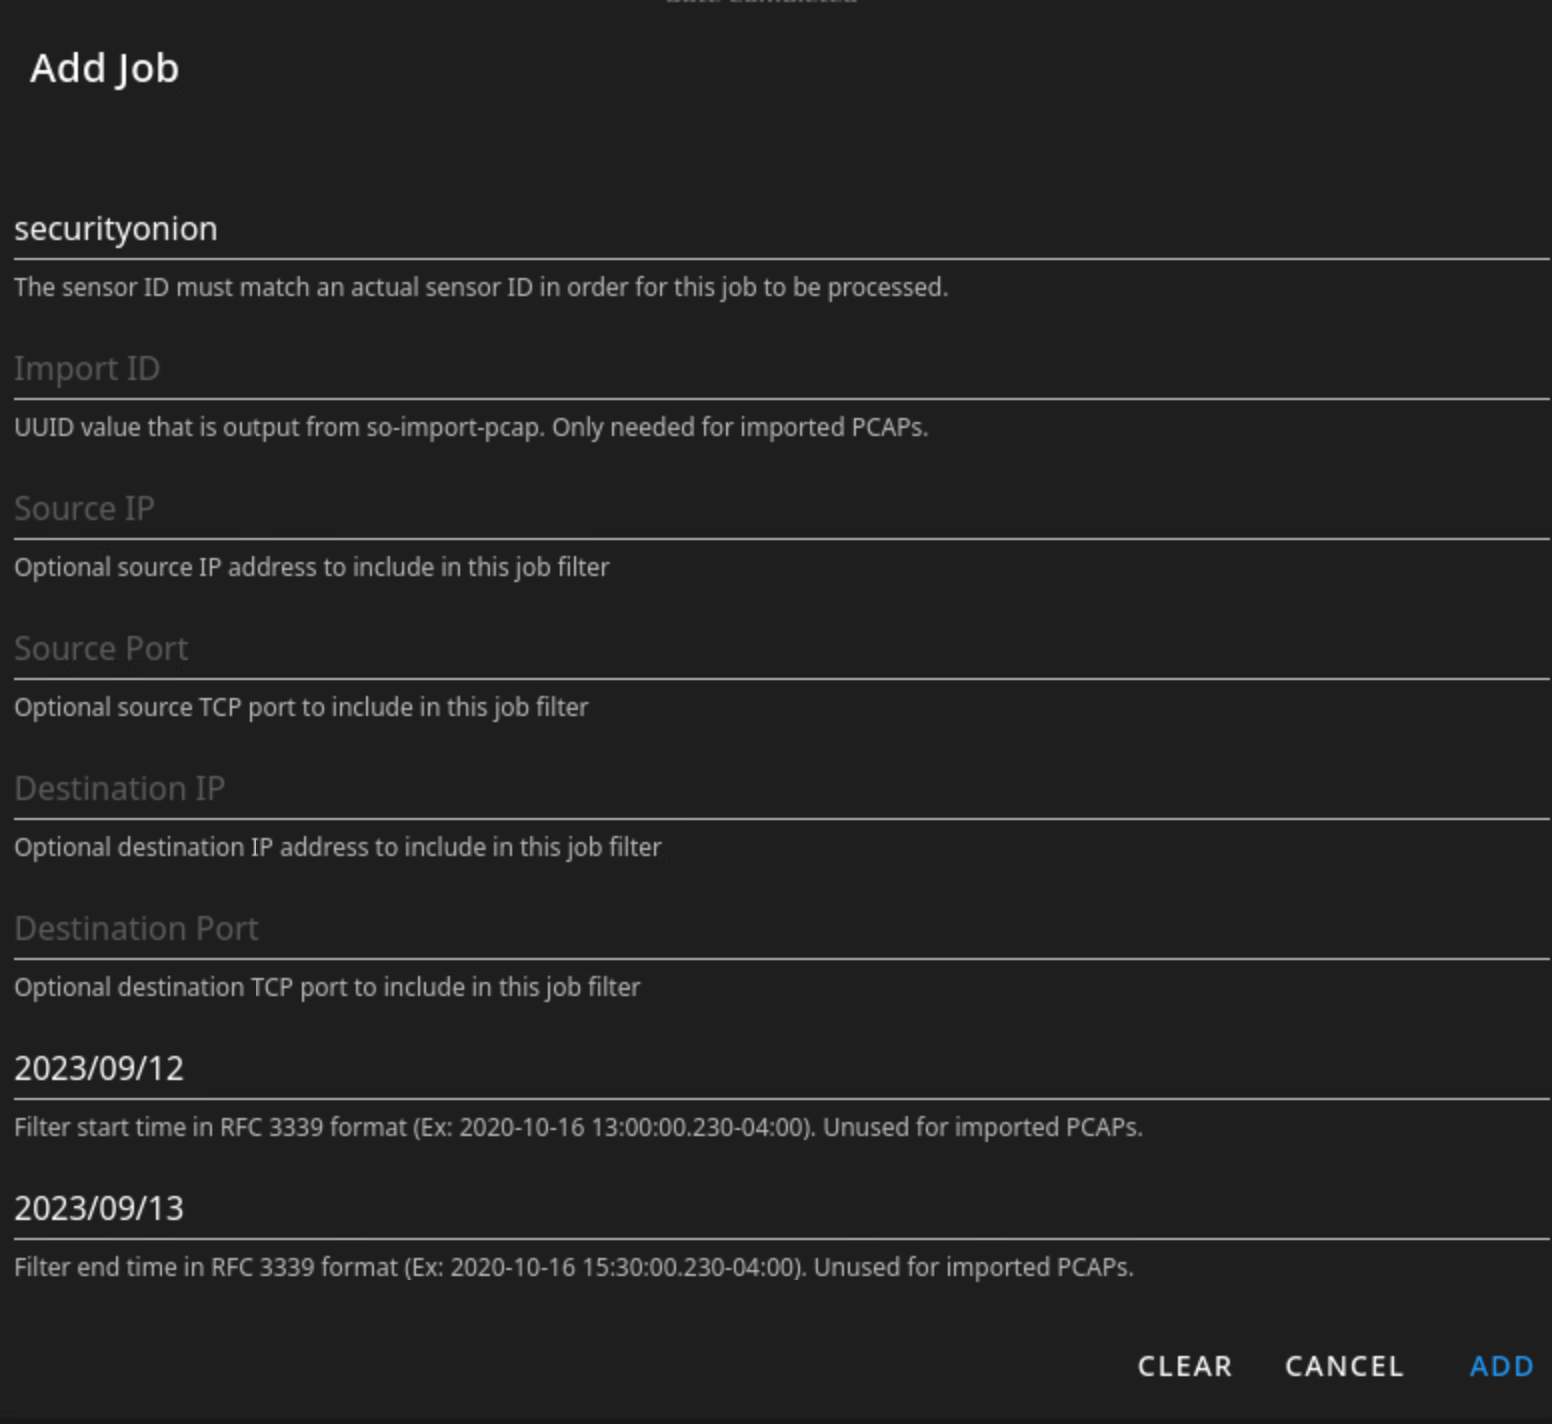 Add Job
securityonion
The sensor ID must match an actual sensor ID in order for this job to be processed.
Import ID
UUID value that is output from so-import-pcap. Only needed for imported PCAPs.
Source IP
Optional source IP address to include in this job filter
Source Port
Optional source TCP port to include in this job filter
Destination IP
Optional destination IP address to include in this job filter
Destination Port
Optional destination TCP port to include in this job filter
2023/09/12
Filter start time in RFC 3339 format (Ex: 2020-10-16 13:00:00.230-04:00). Unused for imported PCAPs.
2023/09/13
Filter end time in RFC 3339 format (Ex: 2020-10-16 15:30:00.230-04:00). Unused for imported PCAPs.
CLEAR CANCEL ADD